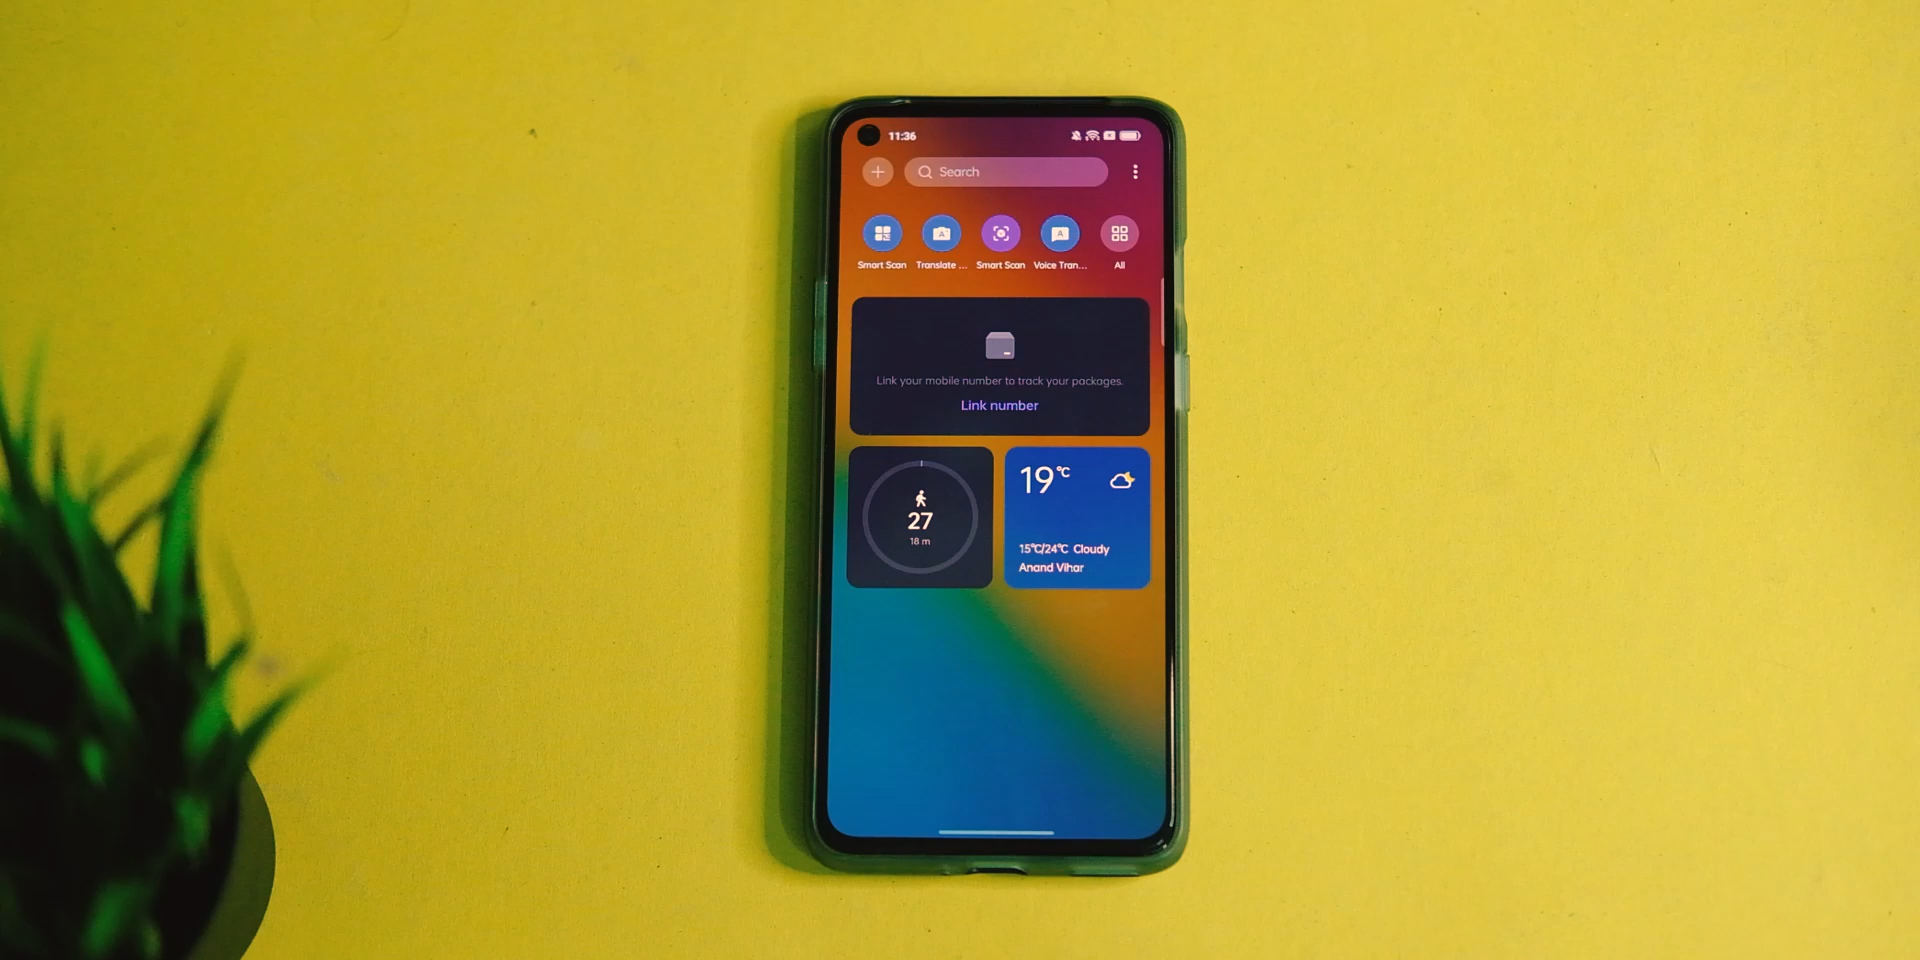 11:36
Search
Smart Scan Translate ... Smart Scan Voice Tran... All
Link your mobile number to track your packages.
Link number
27
18 m
19℃
15℃/24℃ Cloudy
Anand Vihar